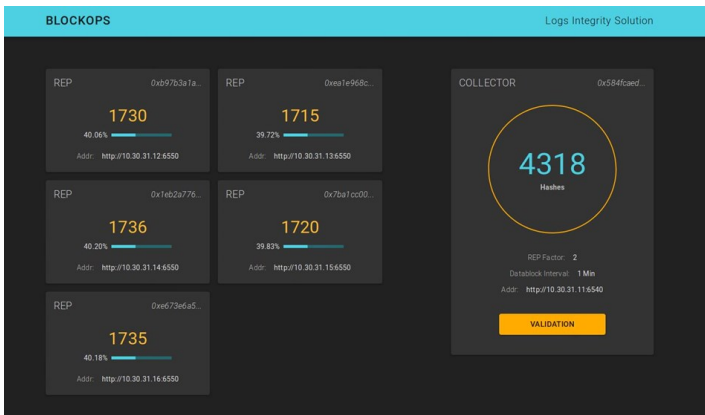 BLOCKOPS
Logs Integrity Solution
REP 0xb97b3a1a...
1730
40.06%
Addr: http://10.30.31.12:6550
REP 0xea1e968c...
1715
39.72%
Addr: http://10.30.31.13:6550
REP 0x1eb2a776...
1736
40.20%
Addr: http://10.30.31.14:6550
REP 0x7ba1cc00...
1720
39.83%
Addr: http://10.30.31.15:6550
REP 0xe673e6a5...
1735
40.18%
Addr: http://10.30.31.16:6550
COLLECTOR 0x584fcaed...
4318
Hashes
REP Factor: 2
Datablock Interval: 1 Min
Addr: http://10.30.31.11:6540
VALIDATION